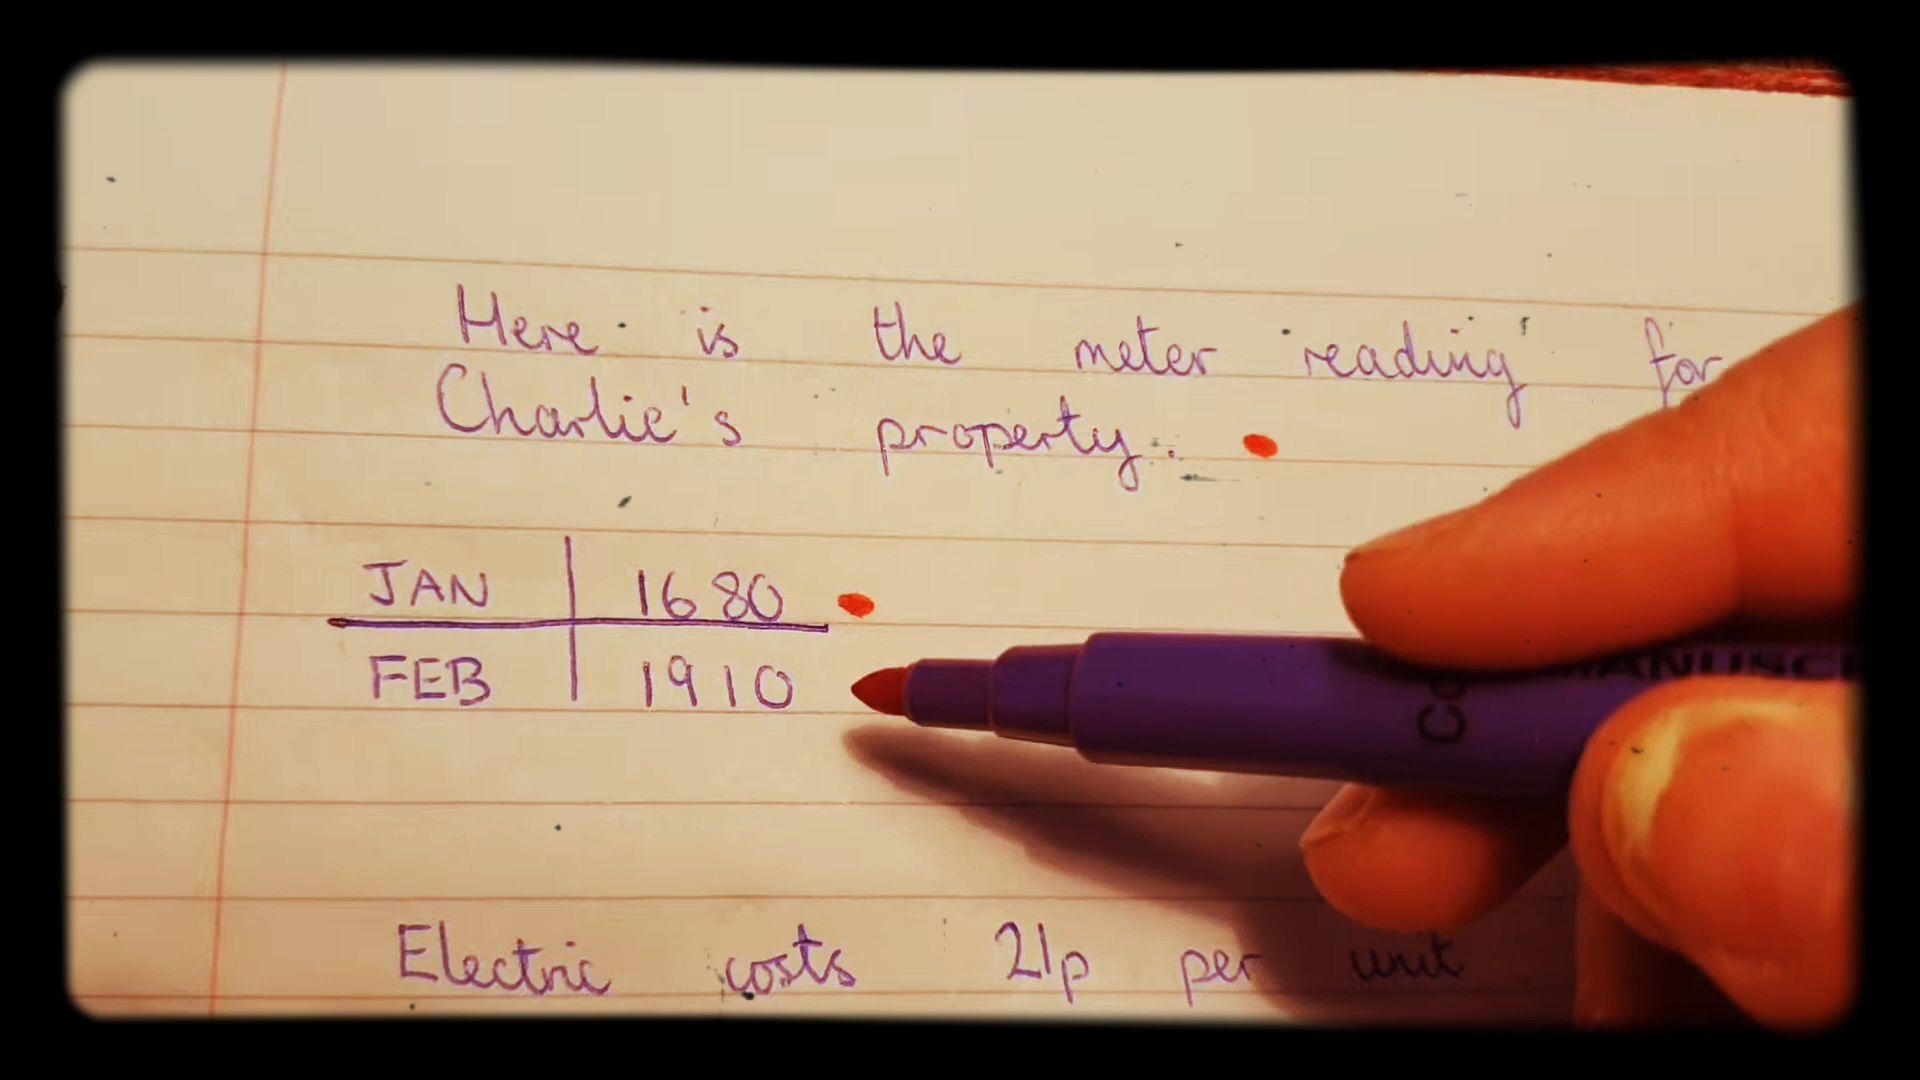 Here is the meter reading for
Charlie's property.
JAN 1680
FEB 1910
Electric costs 21p per unit